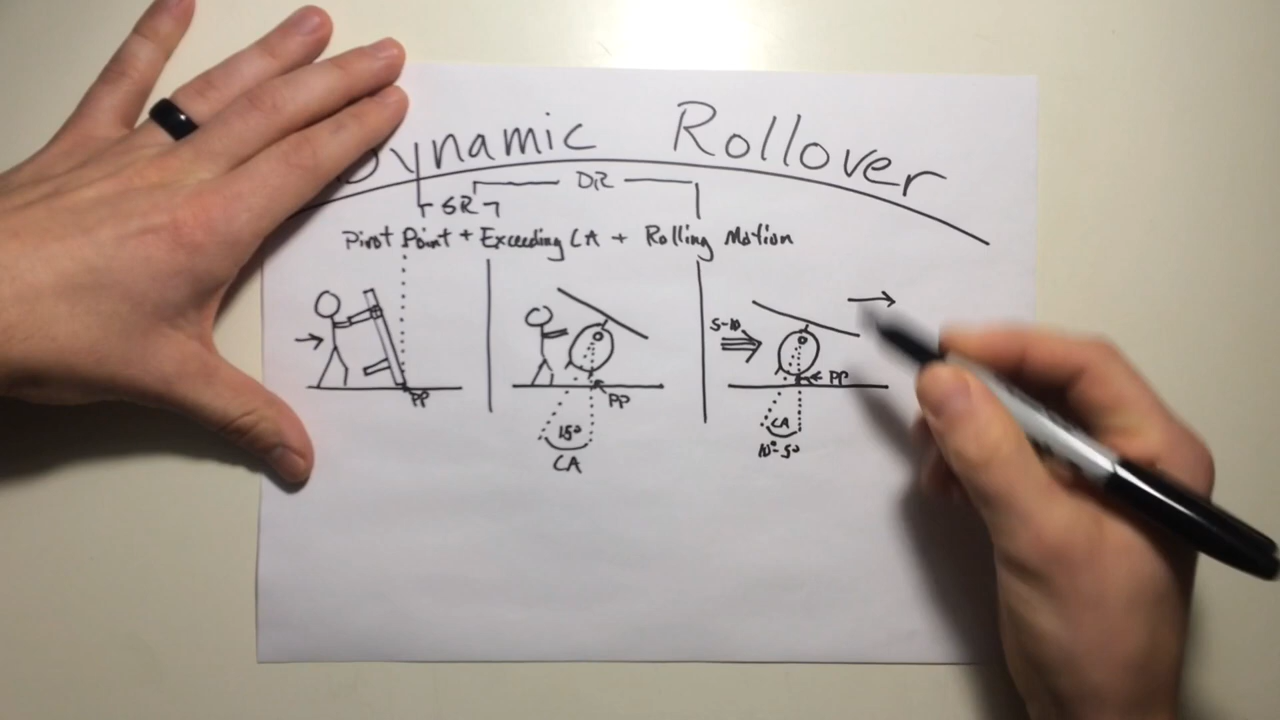 Dynamic Rollover
DR
SR
Pivot Point + Exceeding CA + Rolling Motion
PP
15°
CA
PP
5-10
PP
CA
10°-5°